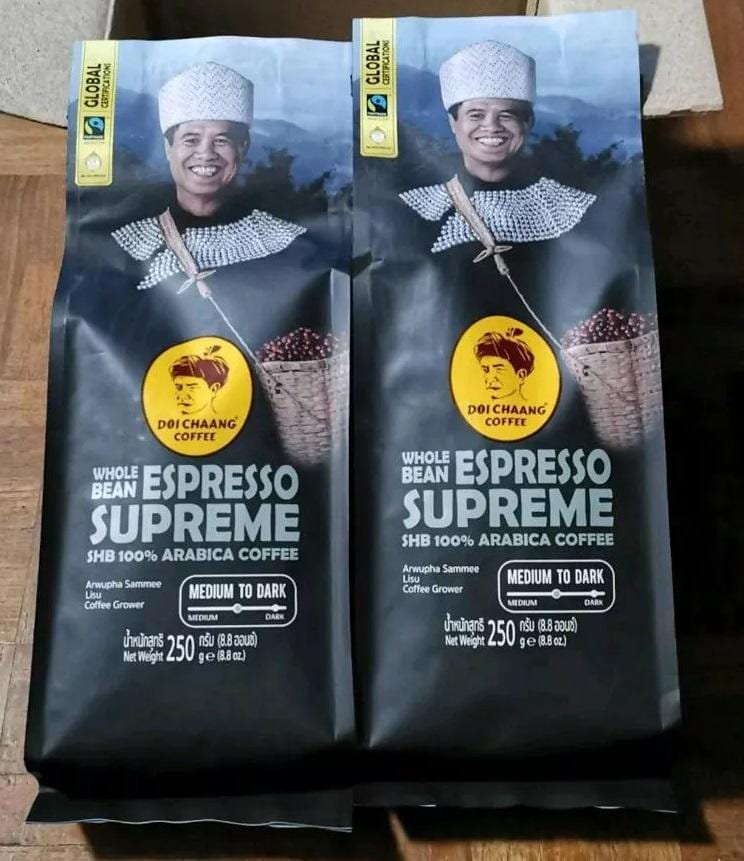 GLOBAL
CERTIFICATIONS
FAIRTRADE
DOI CHAANG
COFFEE
WHOLE
BEAN
ESPRESSO
SUPREME
SHB 100% ARABICA COFFEE
Arwupha Sammee
Lisu
Coffee Grower
MEDIUM TO DARK
MEDIUM DARK
น้ำหนักสุทธิ 250 กรัม (8.8 ออนซ์)
Net Weight g e (8.8 oz.)
GLOBAL
CERTIFICATIONS
FAIRTRADE
DOI CHAANG
COFFEE
WHOLE
BEAN
ESPRESSO
SUPREME
SHB 100% ARABICA COFFEE
Arwupha Sammee
Lisu
Coffee Grower
MEDIUM TO DARK
MEDIUM DARK
น้ำหนักสุทธิ 250 กรัม (8.8 ออนซ์)
Net Weight g e (8.8 oz.)